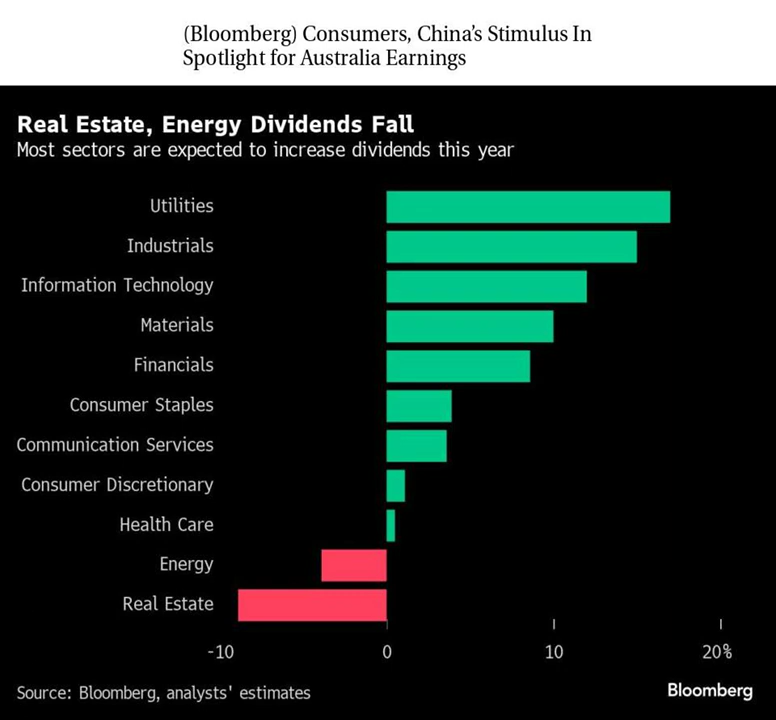 (Bloomberg) Consumers, China's Stimulus In
Spotlight for Australia Earnings
Real Estate, Energy Dividends Fall
Most sectors are expected to increase dividends this year
Utilities
Industrials
Information Technology
Materials
Financials
Consumer Staples
Communication Services
Consumer Discretionary
Health Care
Energy
Real Estate
-10 0 10 20%
Source: Bloomberg, analysts' estimates
Bloomberg